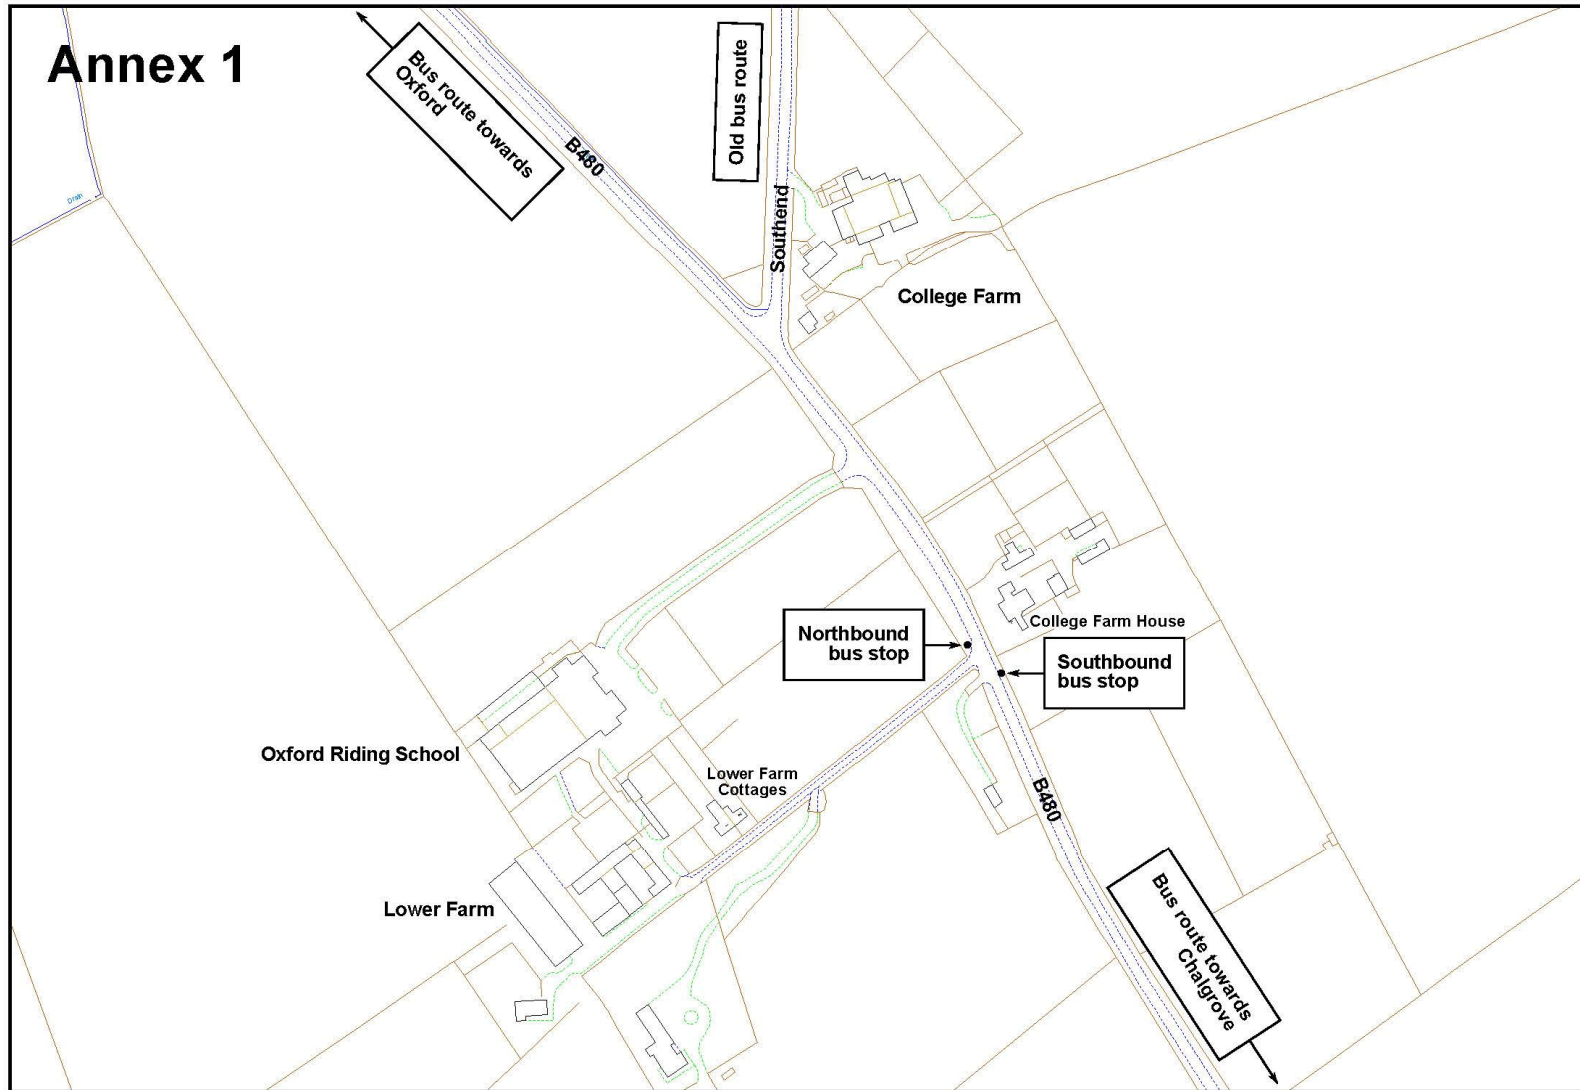 Annex 1
Bus route towards
Oxford
B480
Old bus route
Southend
Drain
College Farm
College Farm House
Northbound
bus stop
Southbound
bus stop
Oxford Riding School
Lower Farm
Cottages
B480
Lower Farm
Bus route towards
Chalgrove